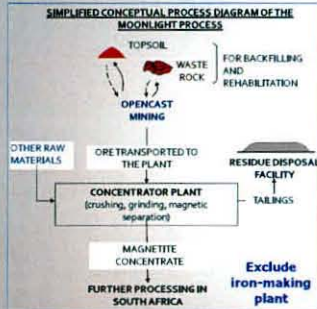 SIMPLIFIED CONCEPTUAL PROCESS DIAGRAM OF THE
MOONLIGHT PROCESS
TOPSOIL
WASTE
ROCK
FOR BACKFILLING
AND
REHABILITATION
OPENCAST
MINING
OTHER RAW
MATERIALS
ORE TRANSPORTED TO
THE PLANT
RESIDUE DISPOSAL
FACILITY
CONCENTRATOR PLANT
(crushing, grinding, magnetic
separation)
TAILINGS
MAGNETITE
CONCENTRATE
Exclude
iron-making
plant
FURTHER PROCESSING IN
SOUTH AFRICA